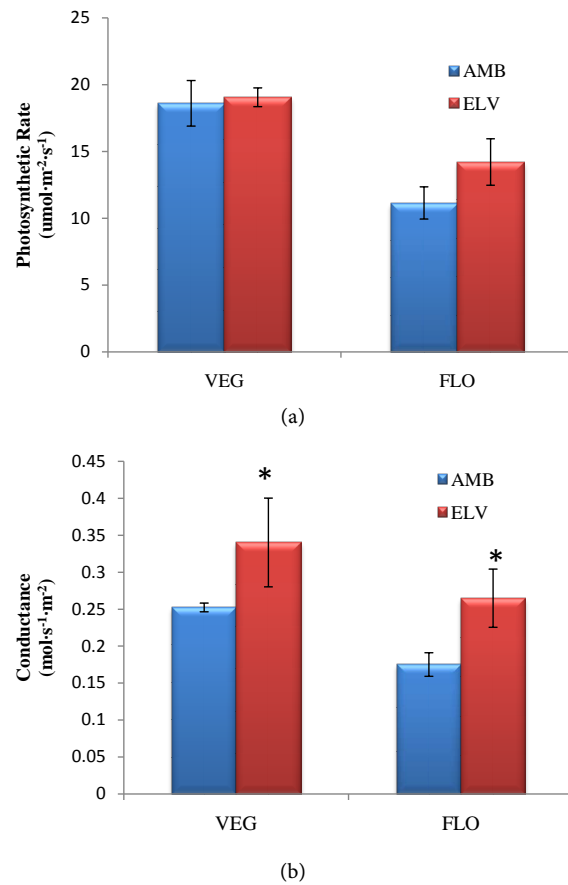 25
20
15
10
5
0
Photosynthetic Rate
(umol·m-2·s-1)
AMB
ELV
VEG FLO
(a)
0.45
0.4
0.35
0.3
0.25
0.2
0.15
0.1
0.05
0
Conductance
(mol·s-1·m-2)
AMB
ELV
*
*
VEG FLO
(b)